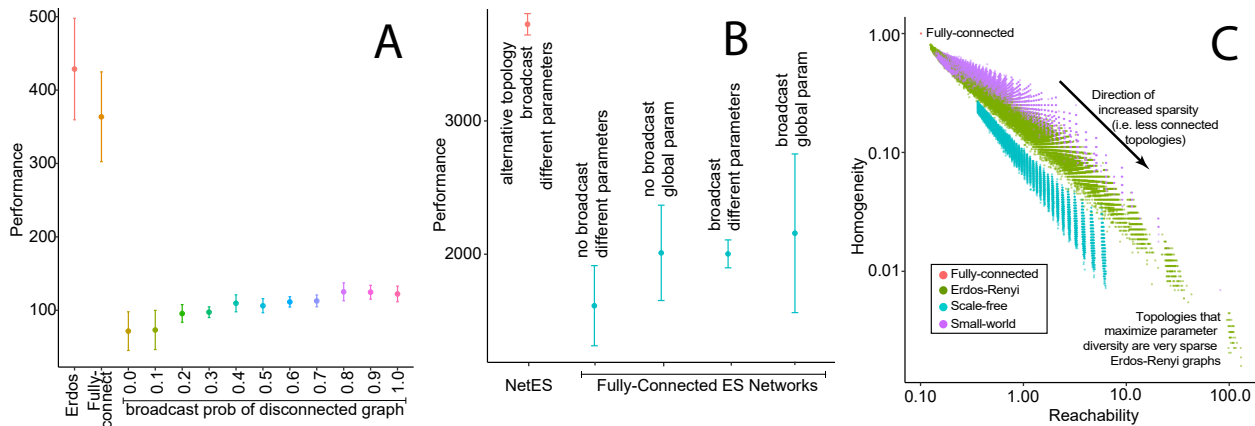 A
Performance
500
400
300
200
100
Erdos
Fully-
connect
0.0
0.1
0.2
0.3
0.4
0.5
0.6
0.7
0.8
0.9
1.0
broadcast prob of disconnected graph
B
Performance
3000
2000
alternative topology
broadcast
different parameters
no broadcast
different parameters
no broadcast
global param
broadcast
different parameters
broadcast
global param
NetES
Fully-Connected ES Networks
C
Homogeneity
1.00
0.10
0.01
Fully-connected
Direction of
increased sparsity
(i.e. less connected
topologies)
Fully-connected
Erdos-Renyi
Scale-free
Small-world
Topologies that
maximize parameter
diversity are very sparse
Erdos-Renyi graphs
0.10
1.00
10.0
100.0
Reachability